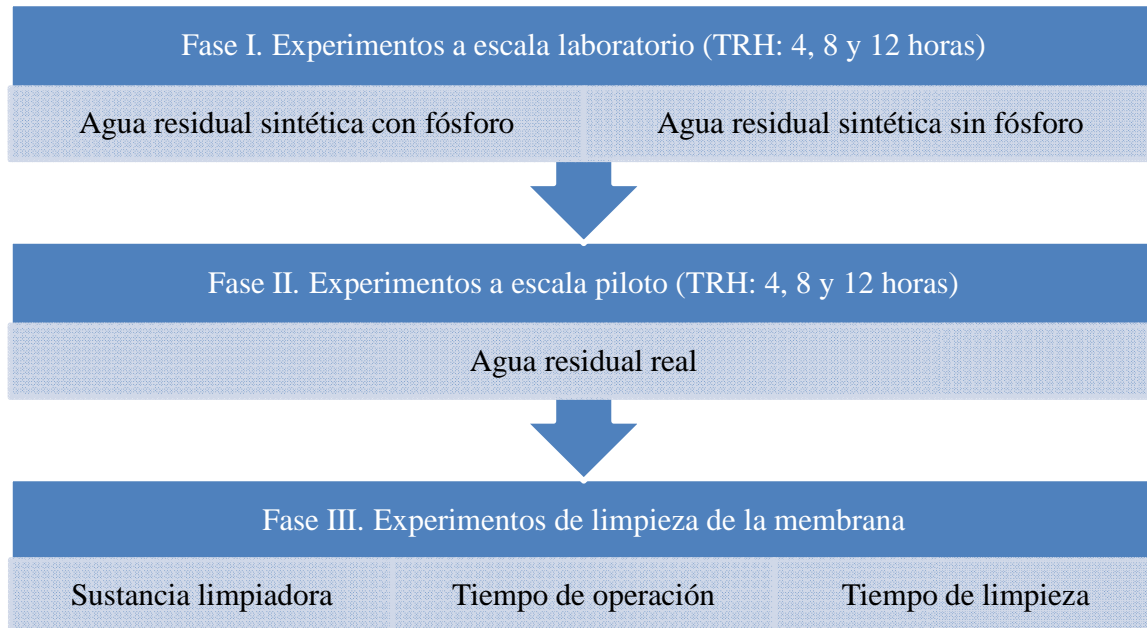 Fase I. Experimentos a escala laboratorio (TRH: 4, 8 y 12 horas)
Agua residual sintética con fósforo
Agua residual sintética sin fósforo
Fase II. Experimentos a escala piloto (TRH: 4, 8 y 12 horas)
Agua residual real
Fase III. Experimentos de limpieza de la membrana
Sustancia limpiadora
Tiempo de operación
Tiempo de limpieza